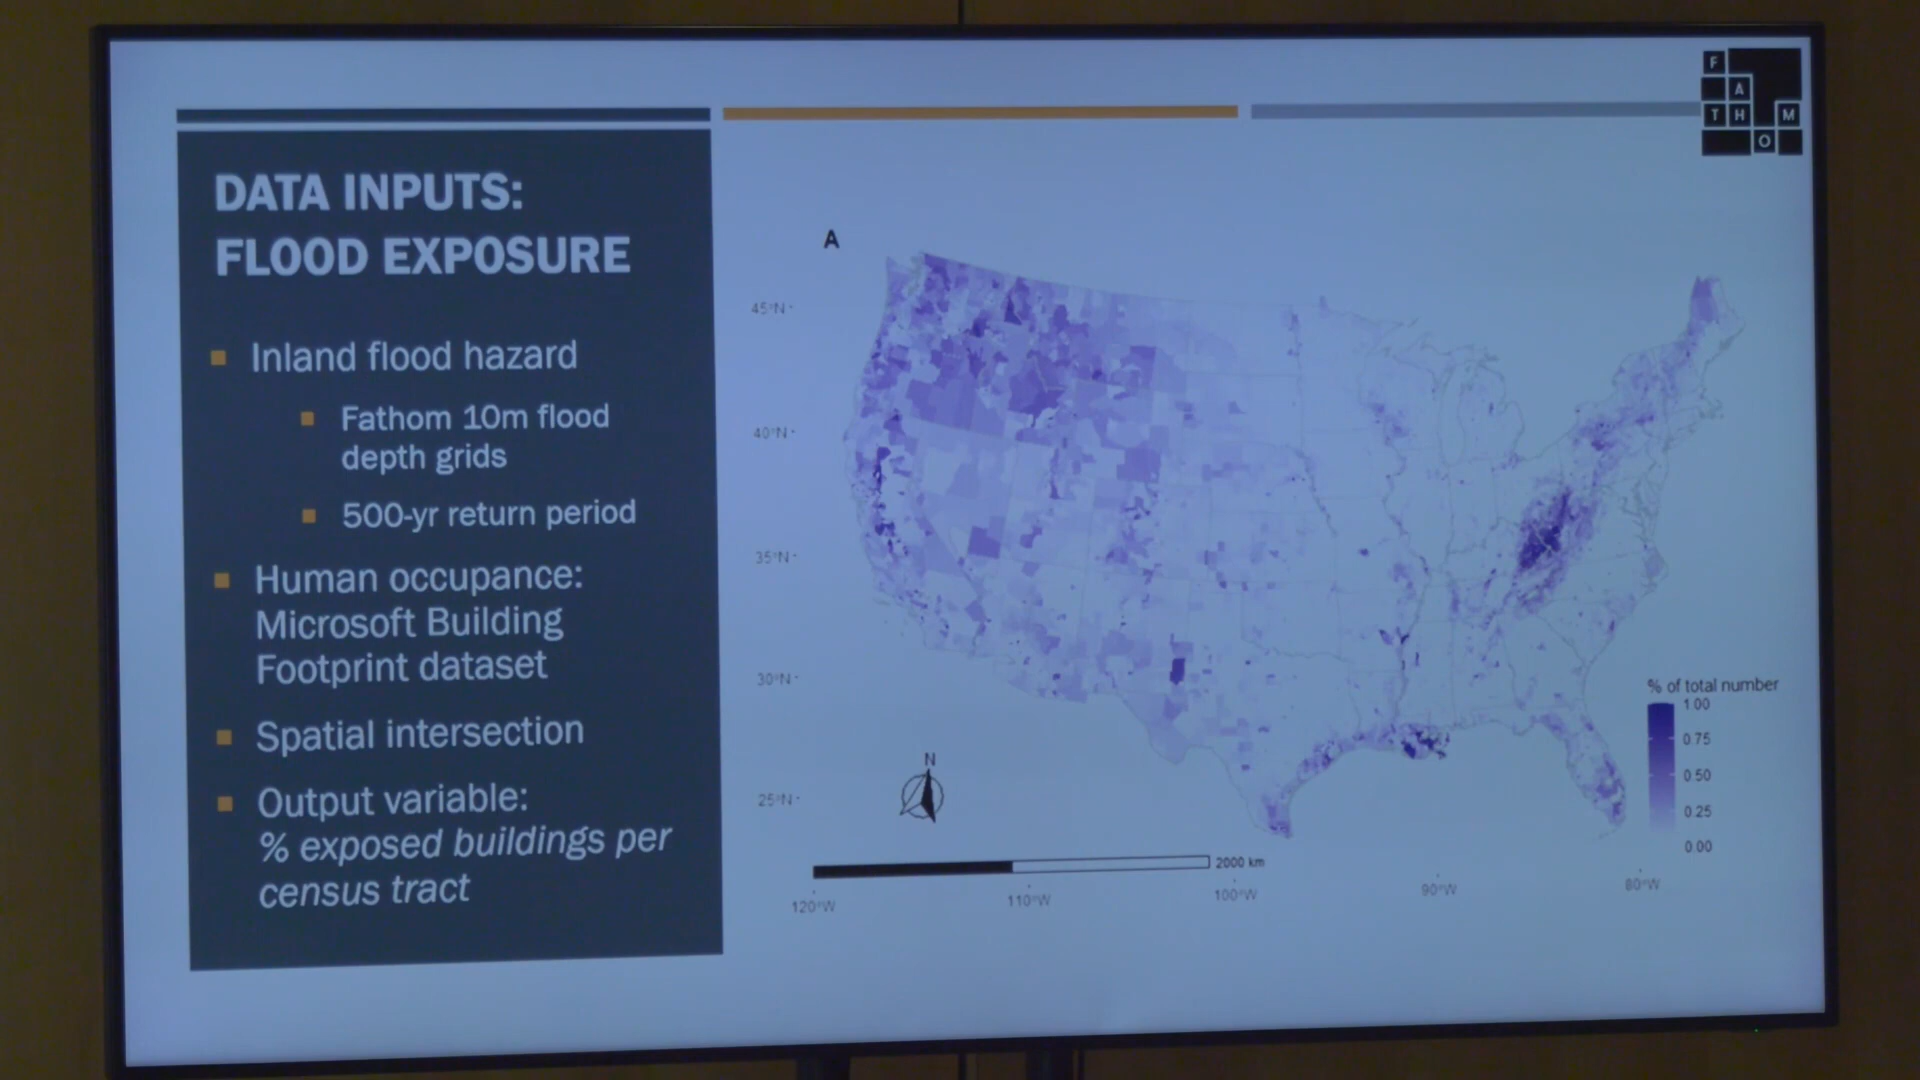 F
A
T H M
O
DATA INPUTS:
FLOOD EXPOSURE
Inland flood hazard
Fathom 10m flood
depth grids
500-yr return period
Human occupance:
Microsoft Building
Footprint dataset
Spatial intersection
Output variable:
% exposed buildings per
census tract
A
45°N
40°N
35°N
30°N
25°N
N
2000 km
120°W
110°W
100°W
90°W
80°W
% of total number
1.00
0.75
0.50
0.25
0.00